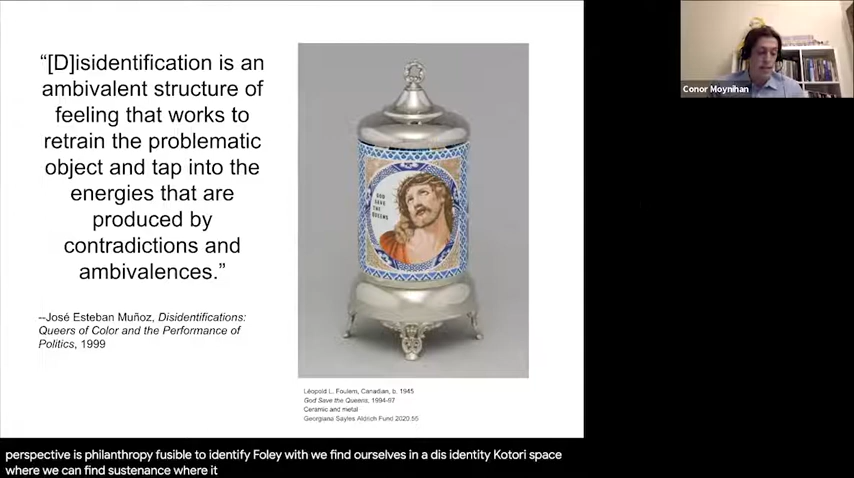 “[D]isidentification is an
ambivalent structure of
feeling that works to
retrain the problematic
object and tap into the
energies that are
produced by
contradictions and
ambivalences.”
--José Esteban Muñoz, Disidentifications:
Queers of Color and the Performance of
Politics, 1999
GOD
SAVE
THE
QUEENS
Léopold L. Foulem, Canadian, b. 1945
God Save the Queens, 1994-97
Ceramic and metal
Georgiana Sayles Aldrich Fund 2020.55
Conor Moynihan
perspective is philanthropy fusible to identify Foley with we find ourselves in a dis identity Kotori space
where we can find sustenance where it